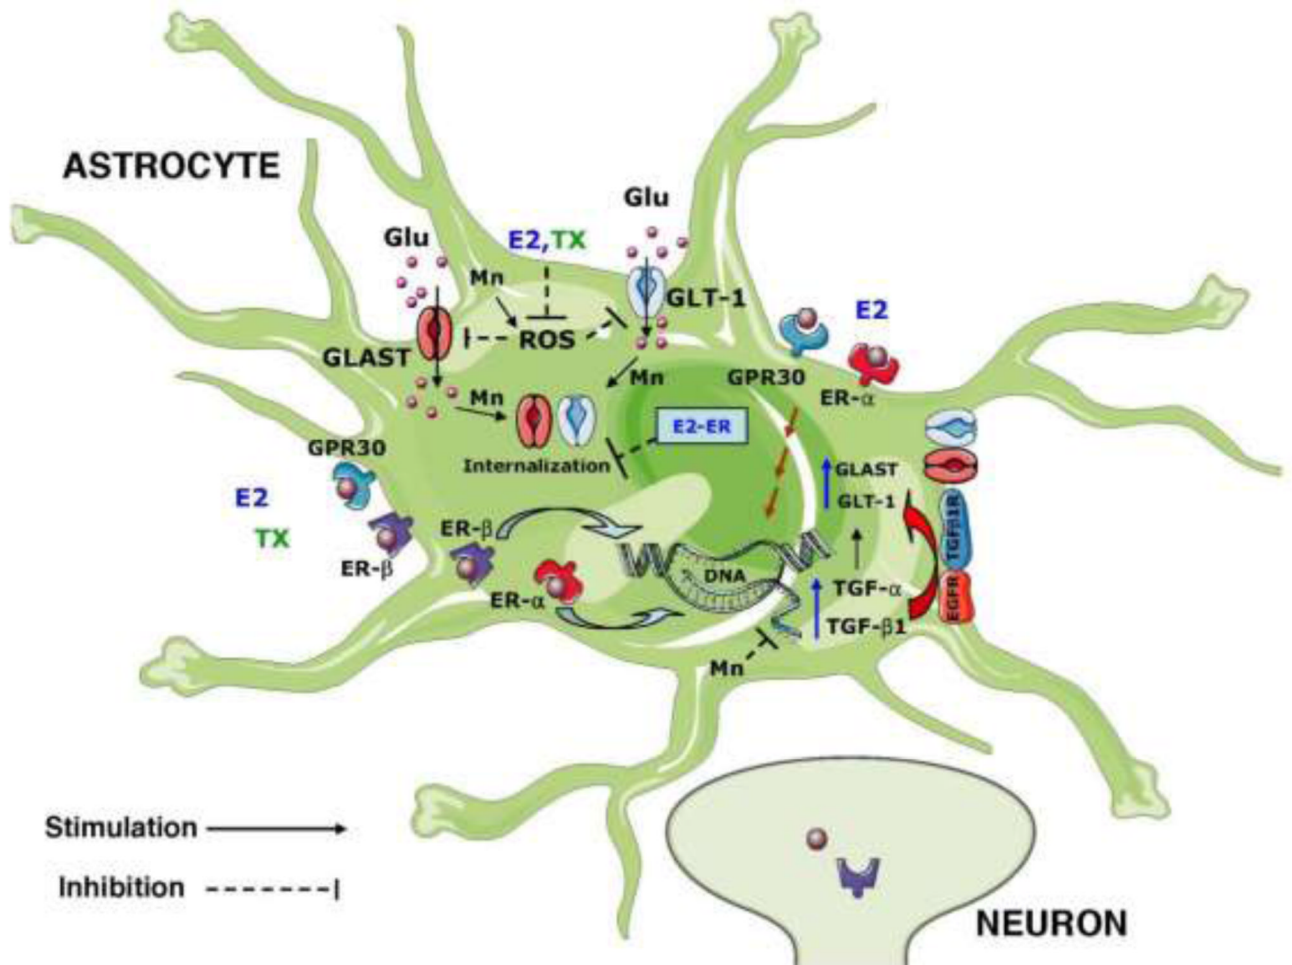 ASTROCYTE
Glu
Glu
E2,TX
Mn
GLT-1
ROS
GLAST
E2
Mn
GPR30
Mn
ER-α
E2-ER
GPR30
Internalization
GLAST
GLT-1
E2
TX
ER-β
ER-β
TGFβ1R
DNA
ER-α
TGF-α
EGFR
TGF-β1
Mn
Stimulation
Inhibition
NEURON